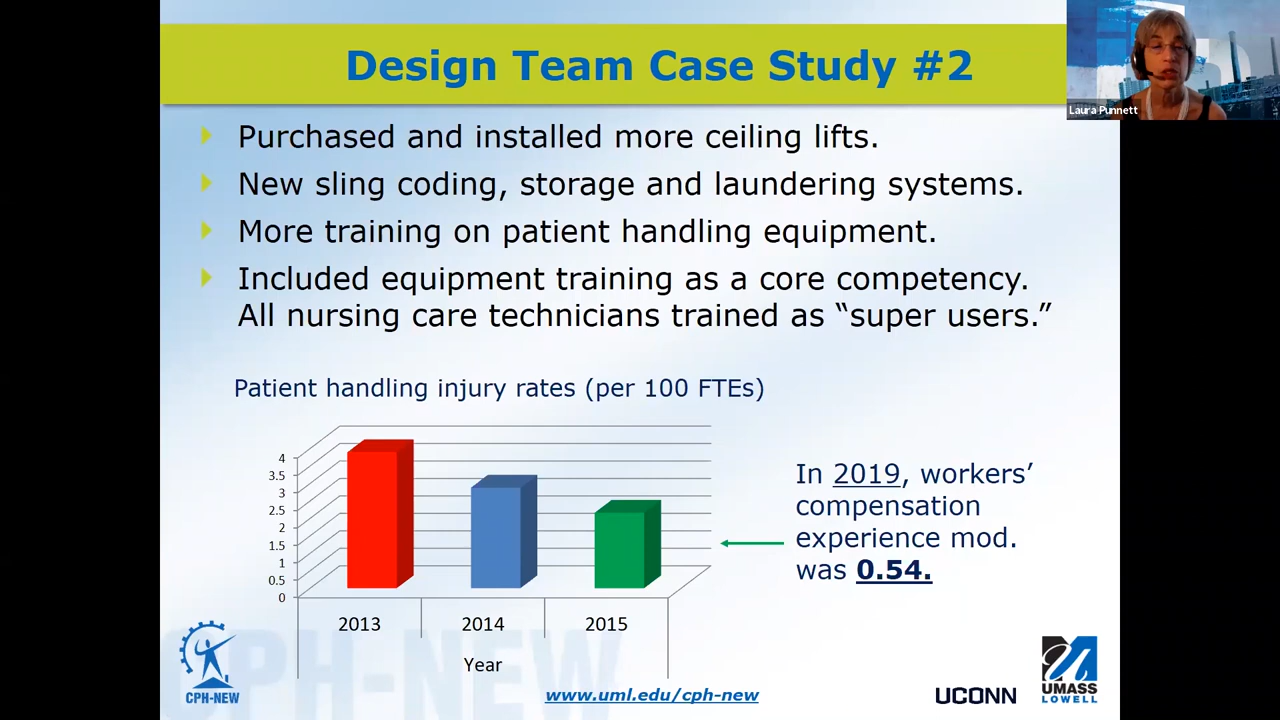 Design Team Case Study #2
Laura Punnett
Purchased and installed more ceiling lifts.
New sling coding, storage and laundering systems.
More training on patient handling equipment.
Included equipment training as a core competency.
All nursing care technicians trained as “super users.”
Patient handling injury rates (per 100 FTEs)
4
3.5
3
2.5
2
1.5
1
0.5
0
2013 2014 2015
Year
In 2019, workers’
compensation
experience mod.
was 0.54.
CPH-NEW
CPH-NEW
www.uml.edu/cph-new
UCONN
UMASS
LOWELL